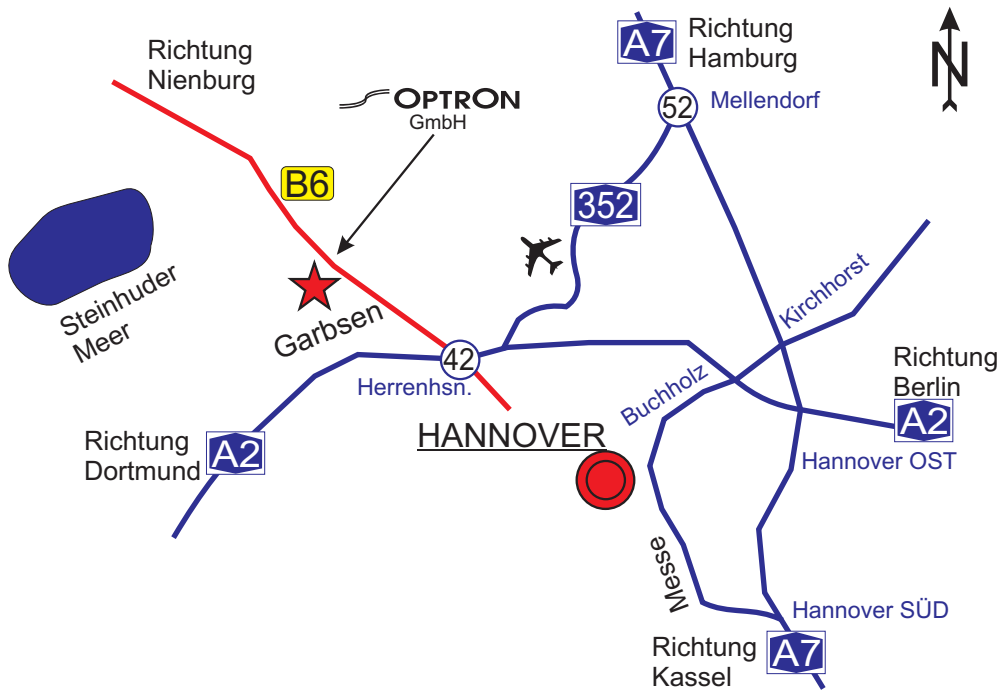 Richtung
Nienburg
A7
Richtung
Hamburg
N
OPTRON
GmbH
52
Mellendorf
B6
352
Steinhuder
Meer
Garbsen
Kirchhorst
42
Herrenhsn.
Buchholz
Richtung
Berlin
A2
Richtung
Dortmund
A2
HANNOVER
Hannover OST
Messe
Hannover SÜD
Richtung
Kassel
A7